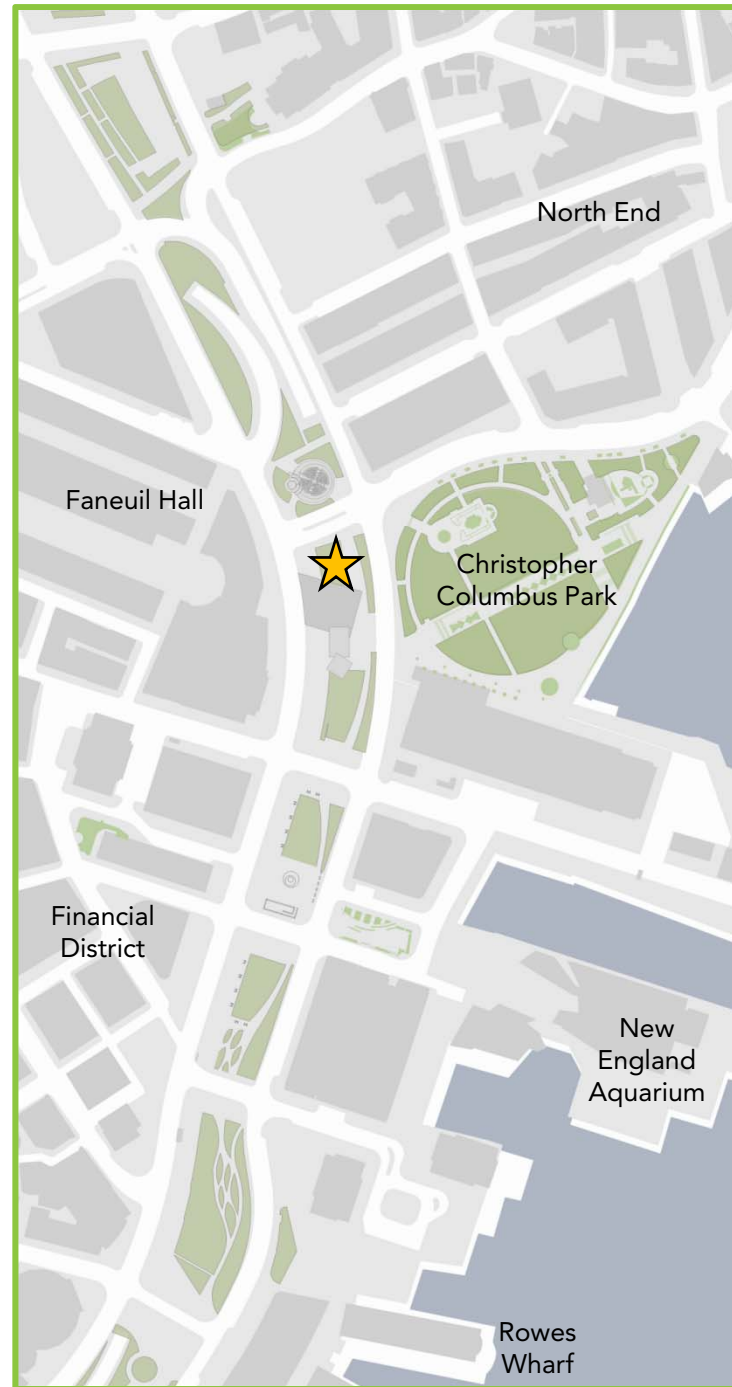 North End
Faneuil Hall
Christopher
Columbus Park
Financial
District
New
England
Aquarium
Rowes
Wharf